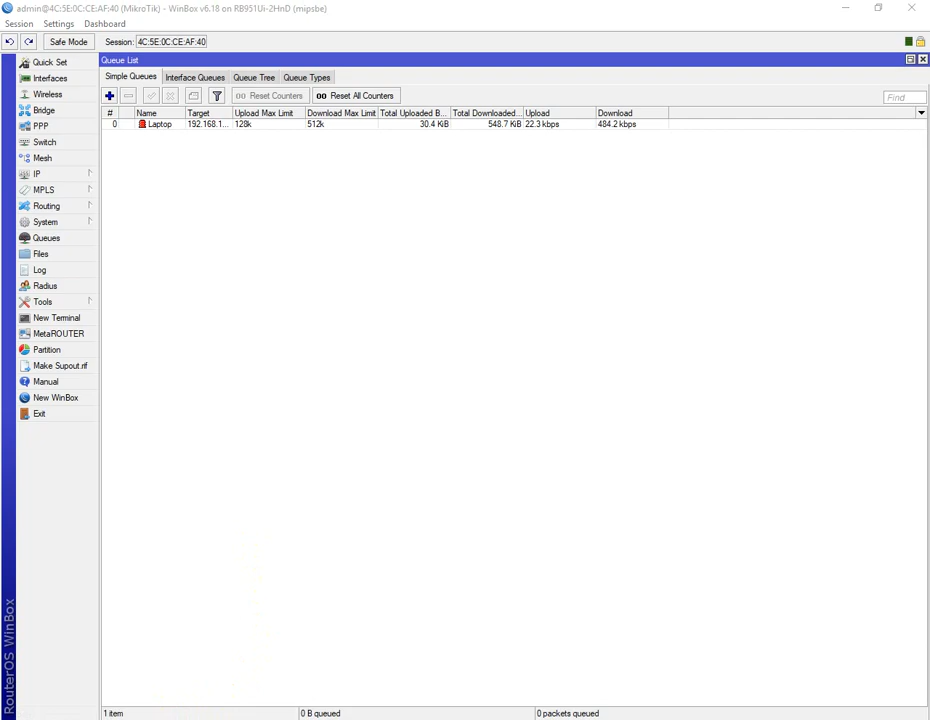 admin@4C:5E:0C:CE:AF:40 (MikroTik) - WinBox v6.18 on RB951Ui-2HnD (mipsbe)
Session Settings Dashboard
Safe Mode Session: 4C:5E:0C:CE:AF:40
Queue List
Simple Queues Interface Queues Queue Tree Queue Types
00 Reset Counters 00 Reset All Counters Find
# Name Target Upload Max Limit Download Max Limit Total Uploaded B... Total Downloaded... Upload Download
0 Laptop 192.168.1... 128k 512k 30.4 KiB 548.7 KiB 22.3 kbps 484.2 kbps
Quick Set
Interfaces
Wireless
Bridge
PPP
Switch
Mesh
IP
MPLS
Routing
System
Queues
Files
Log
Radius
Tools
New Terminal
MetaROUTER
Partition
Make Supout.rif
Manual
New WinBox
Exit
RouterOS WinBox
1 item 0 B queued 0 packets queued